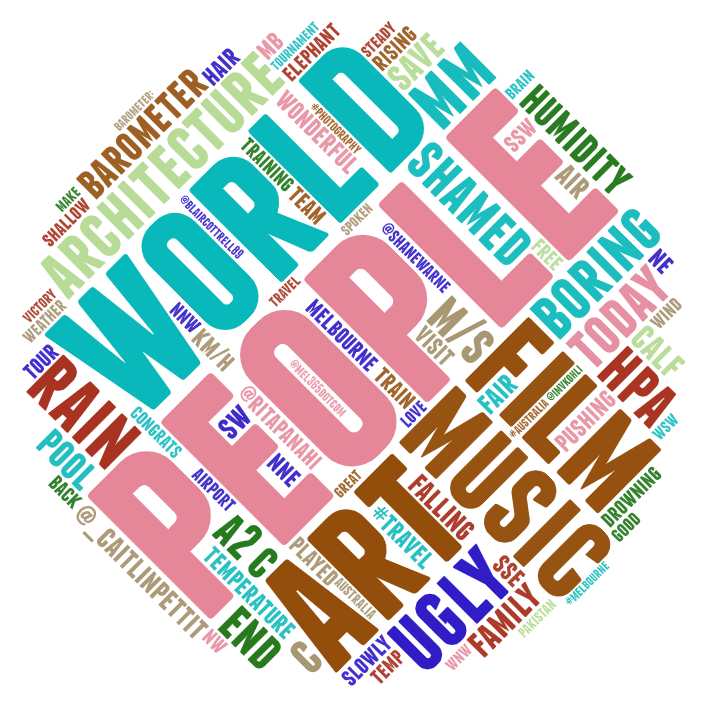 TOURNAMENT
STEADY
RISING
MB
ELEPHANT
SAVE
HAIR
MM
BAROMETER:
BAROMETER
ARCHITECTURE
WORLD
WONDERFUL
#PHOTOGRAPHY
BRAIN
HUMIDITY
SSW
AIR
MAKE
SHALLOW
TRAINING
TEAM
SHAMED
SPOKEN
PEOPLE
@BLAIRCOTTRELL89
@SHANEWARNE
FREE
BORING
NE
VICTORY
WEATHER
TRAVEL
NNW
KM/H
MELBOURNE
M/S
VISIT
TODAY
WIND
TOUR
RAIN
CALF
@MEL365DOTCOM
TRAIN
FAIR
FILM
#AUSTRALIA
@IMVKOHLI
HPA
@RITAPANAHI
SW
LOVE
PUSHING
WSW
CONGRATS
POOL
NNE
MUSIC
BACK
AIRPORT
GREAT
ART
FALLING
DROWNING
GOOD
@_CAITLINPETTIT
A2 C
#TRAVEL
PLAYED
AUSTRALIA
TEMPERATURE
UGLY
SSE
#MELBOURNE
NW
END
C
SLOWLY
TEMP
WNW
FAMILY
PAKISTAN